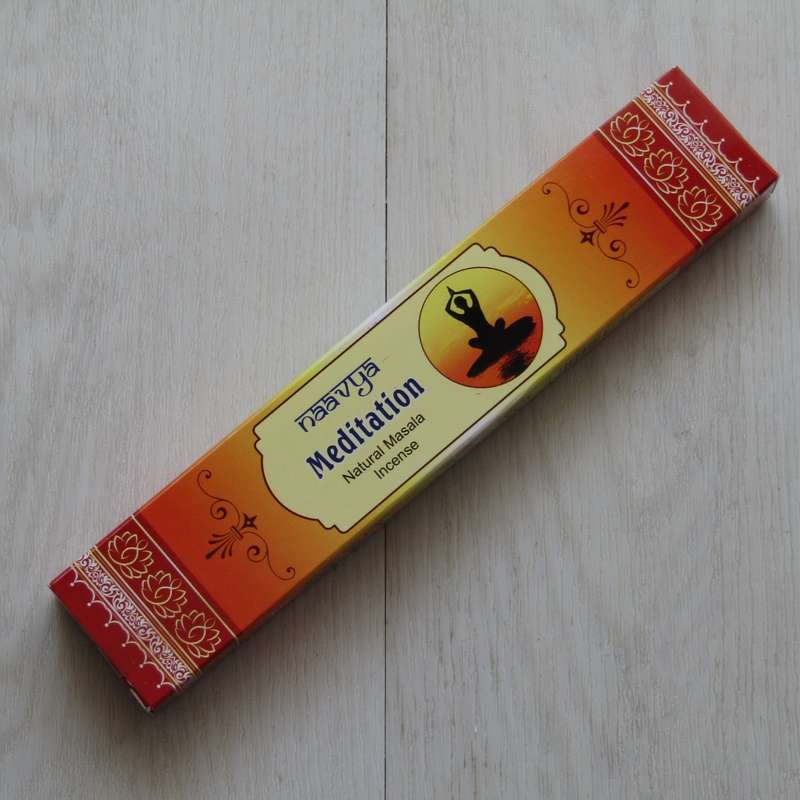 naavya
Meditation
Natural Masala
Incense